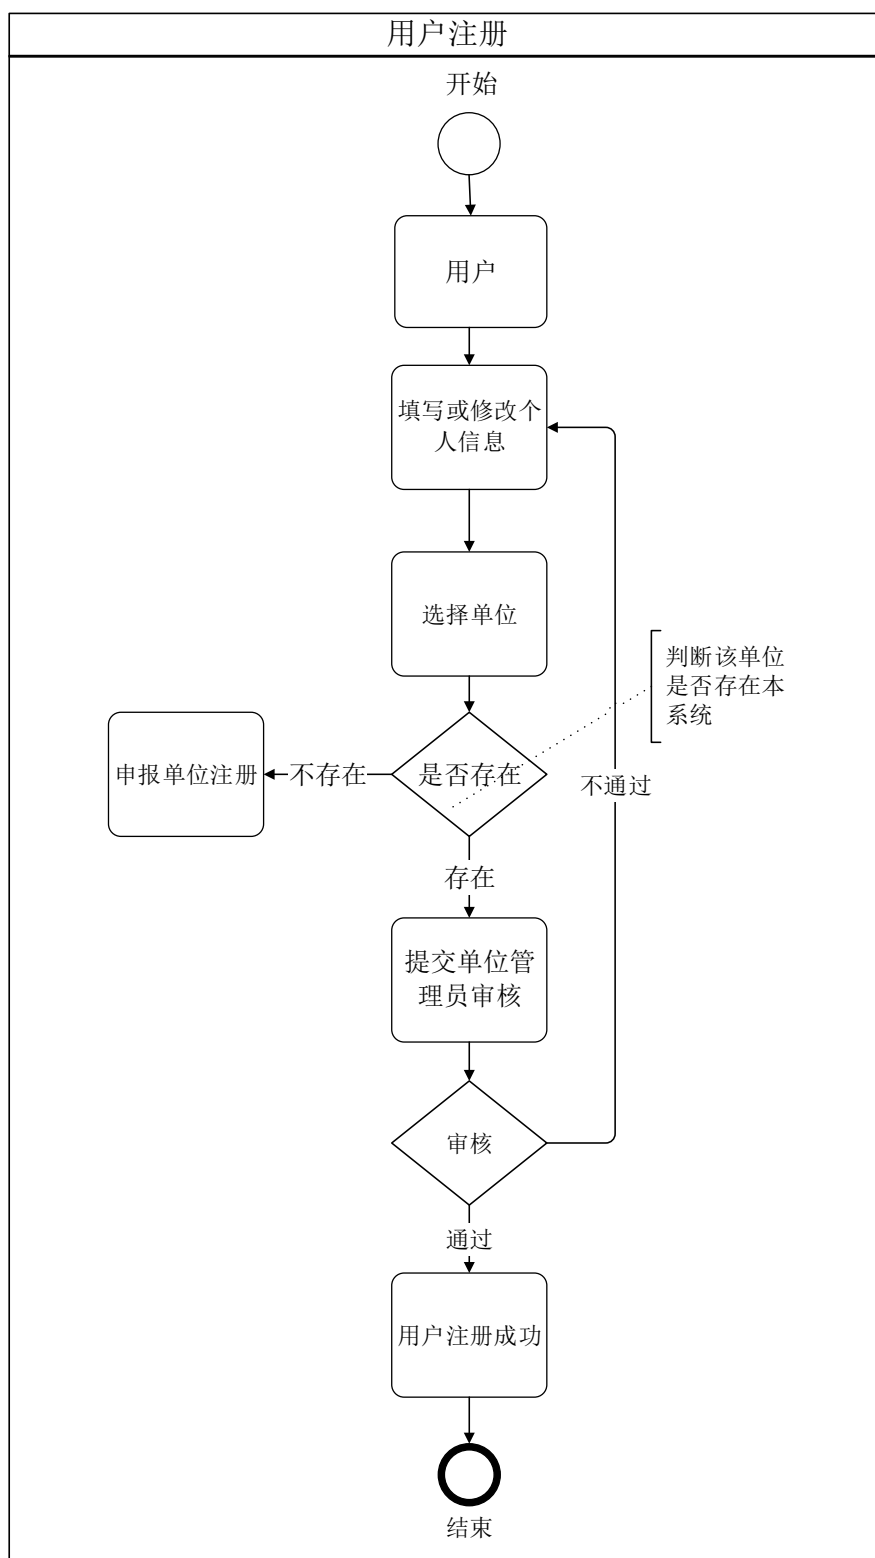 用户注册
开始
用户
填写或修改个
人信息
选择单位
判断该单位
是否存在本
系统
申报单位注册
不存在
是否存在
不通过
存在
提交单位管
理员审核
审核
通过
用户注册成功
结束